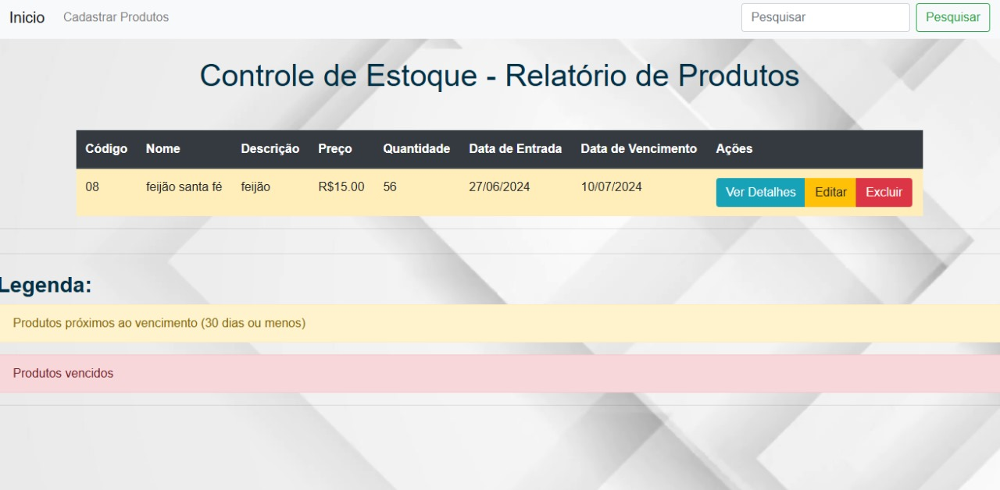 Inicio Cadastrar Produtos Pesquisar Pesquisar
Controle de Estoque - Relatório de Produtos
Código Nome Descrição Preço Quantidade Data de Entrada Data de Vencimento Ações
08 feijão santa fé feijão R$15.00 56 27/06/2024 10/07/2024 Ver Detalhes Editar Excluir
Legenda:
Produtos próximos ao vencimento (30 dias ou menos)
Produtos vencidos